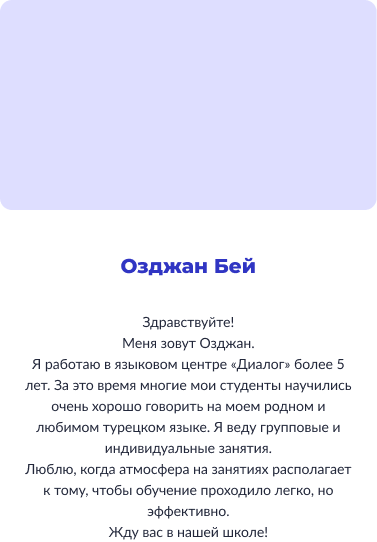 Озджан Бей
Здравствуйте!
Меня зовут Озджан.
Я работаю в языковом центре «Диалог» более 5
лет. За это время многие мои студенты научились
очень хорошо говорить на моем родном и
любимом турецком языке. Я веду групповые и
индивидуальные занятия.
Люблю, когда атмосфера на занятиях располагает
к тому, чтобы обучение проходило легко, но
эффективно.
Жду вас в нашей школе!